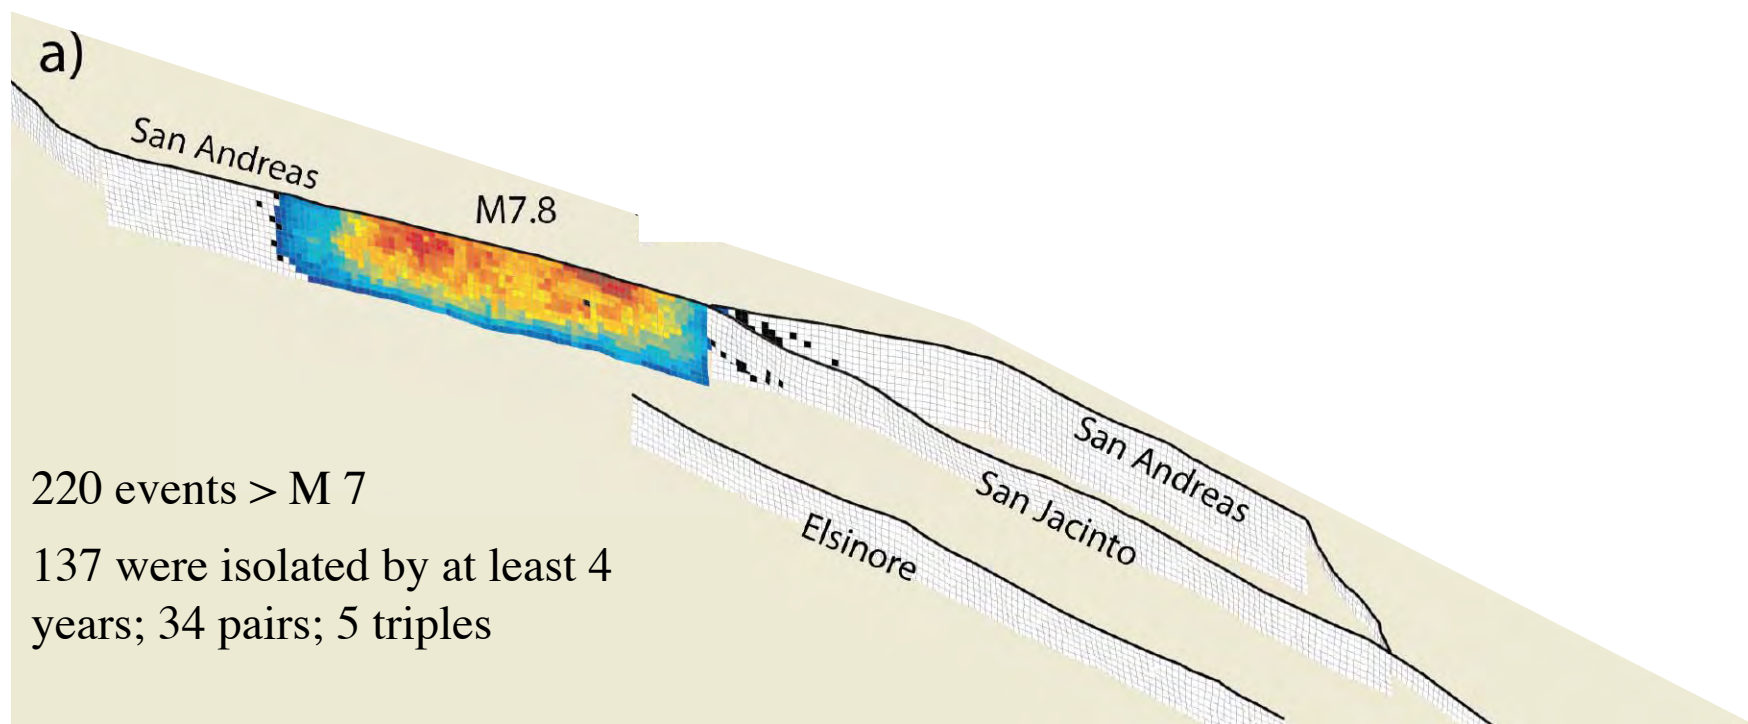 a)
San Andreas
M7.8
San Andreas
San Jacinto
Elsinore
220 events > M 7
137 were isolated by at least 4
years; 34 pairs; 5 triples